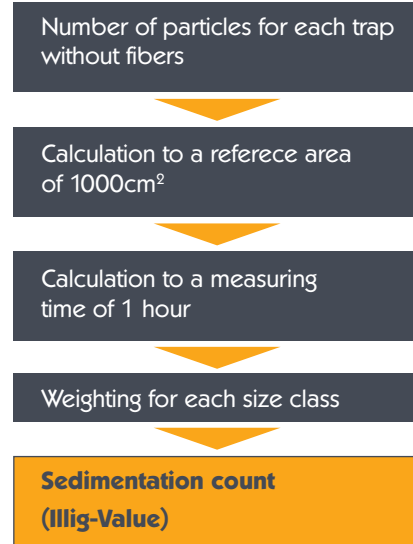 Number of particles for each trap
without fibers
Calculation to a referece area
of 1000cm²
Calculation to a measuring
time of 1 hour
Weighting for each size class
Sedimentation count
(Illig-Value)